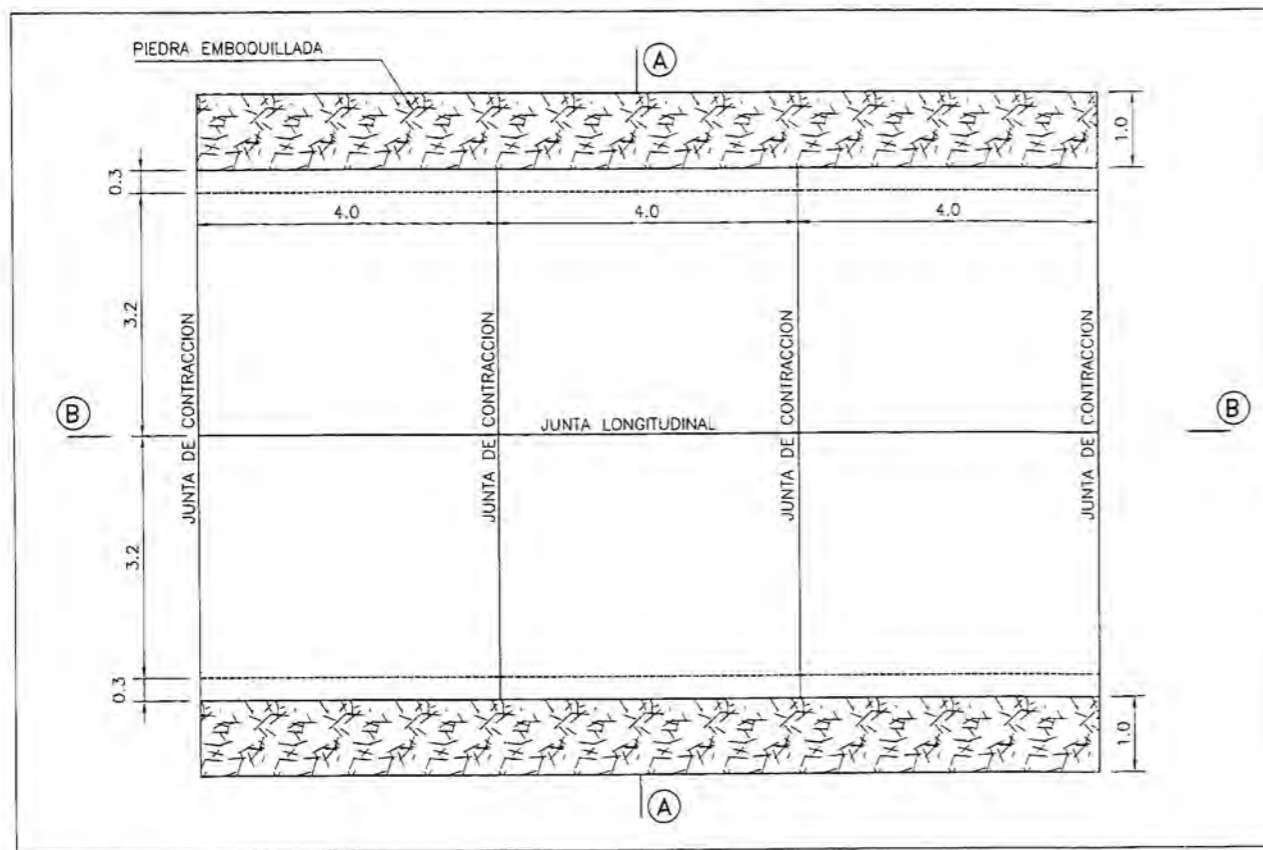 PIEDRA EMBOQUILLADA
A
1.0
0.3
4.0
4.0
4.0
3.2
JUNTA DE CONTRACCION
JUNTA DE CONTRACCION
JUNTA DE CONTRACCION
JUNTA DE CONTRACCION
B
JUNTA LONGITUDINAL
B
3.2
0.3
1.0
A